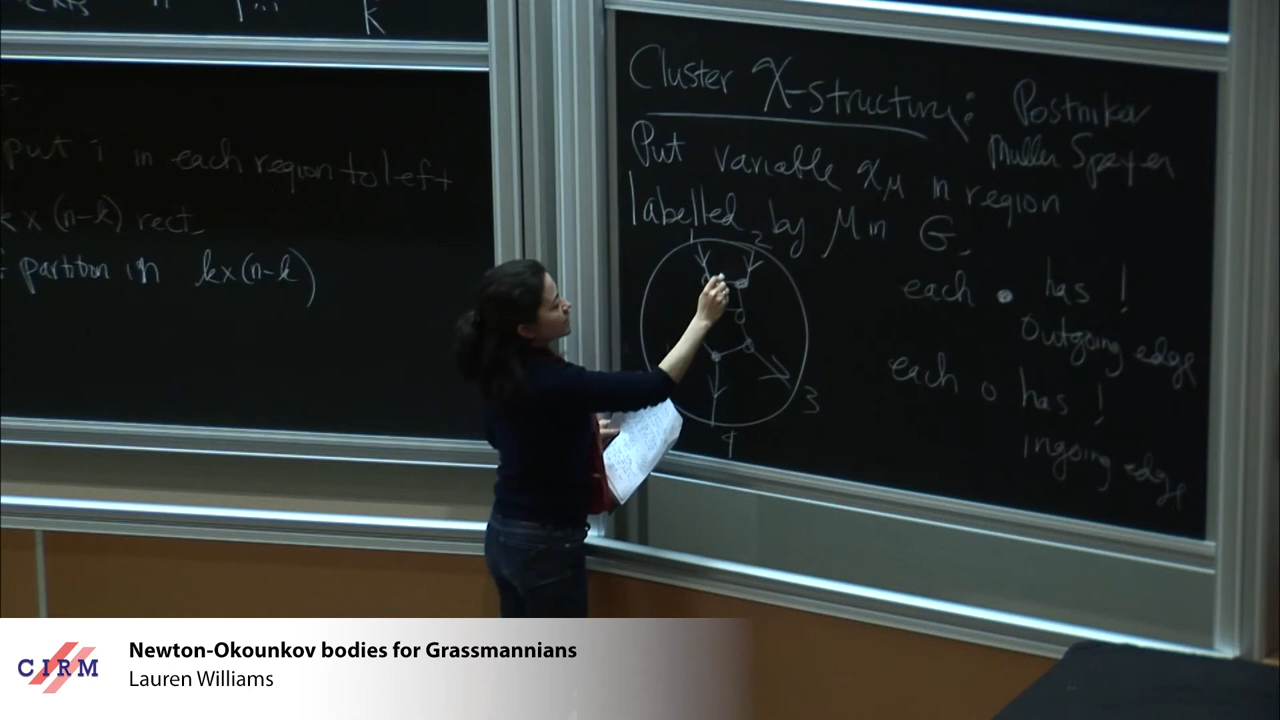 k
put i in each region to left
k×(n-k) rect
partition in k×(n-k)
Cluster X-structure: Postnikov
Muller Speyer
Put variable xμ in region
labelled by μ in G.
1 2
each • has !
outgoing edge
each o has !
ingoing edge
3
4
CIRM
Newton-Okounkov bodies for Grassmannians
Lauren Williams